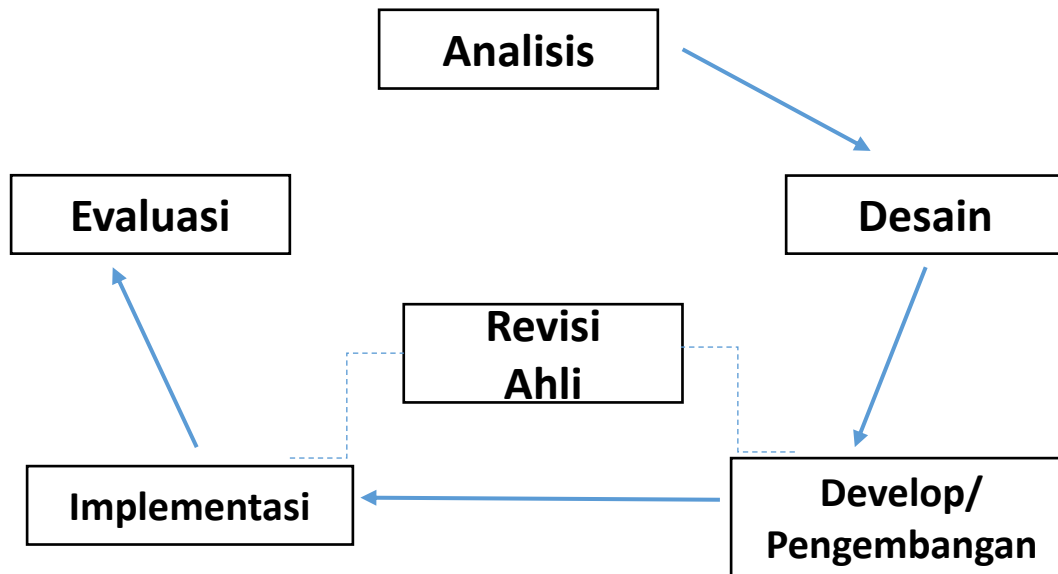 Analisis
Evaluasi
Desain
Revisi
Ahli
Implementasi
Develop/
Pengembangan